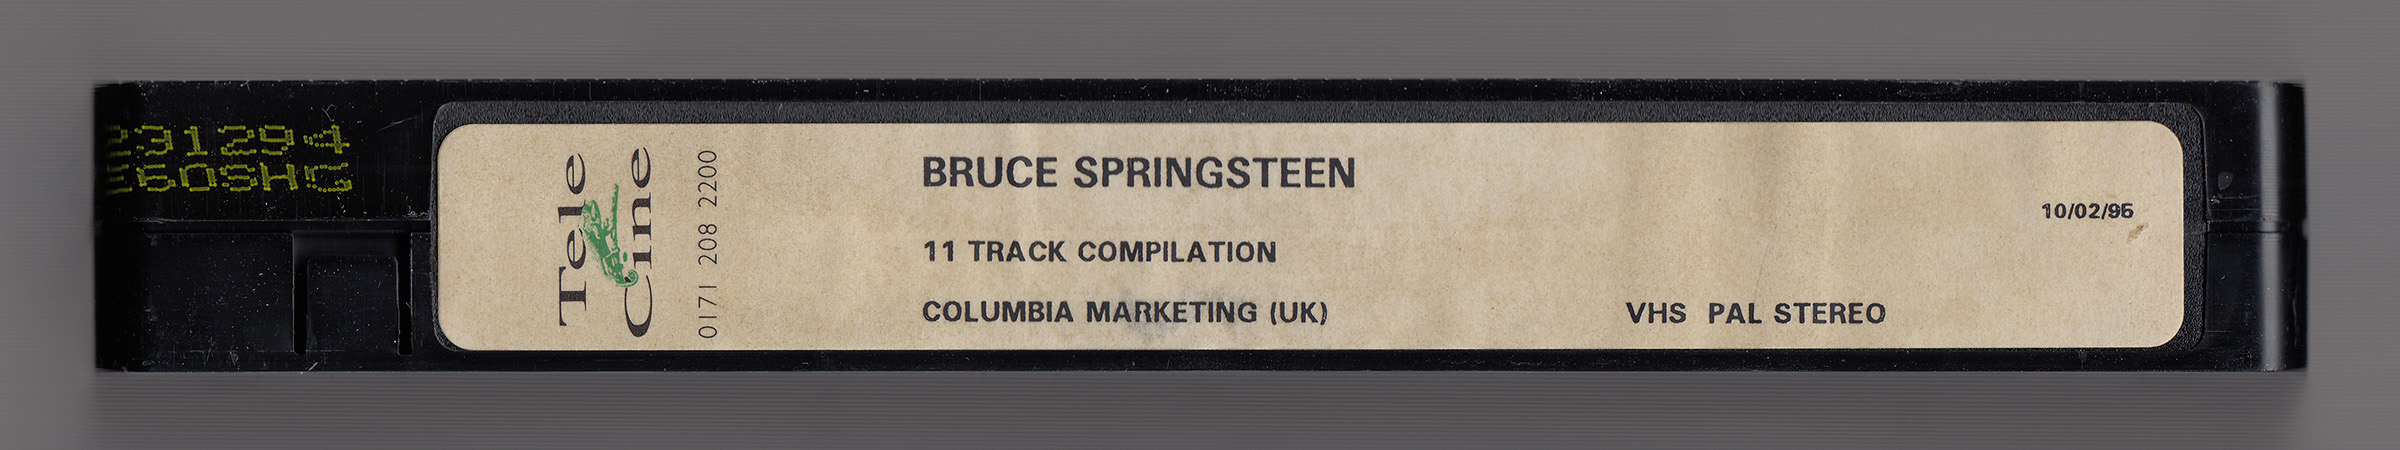 231294
E60SHG
Tele
Cine
0171 208 2200
BRUCE SPRINGSTEEN
11 TRACK COMPILATION
COLUMBIA MARKETING (UK)
VHS PAL STEREO
10/02/95